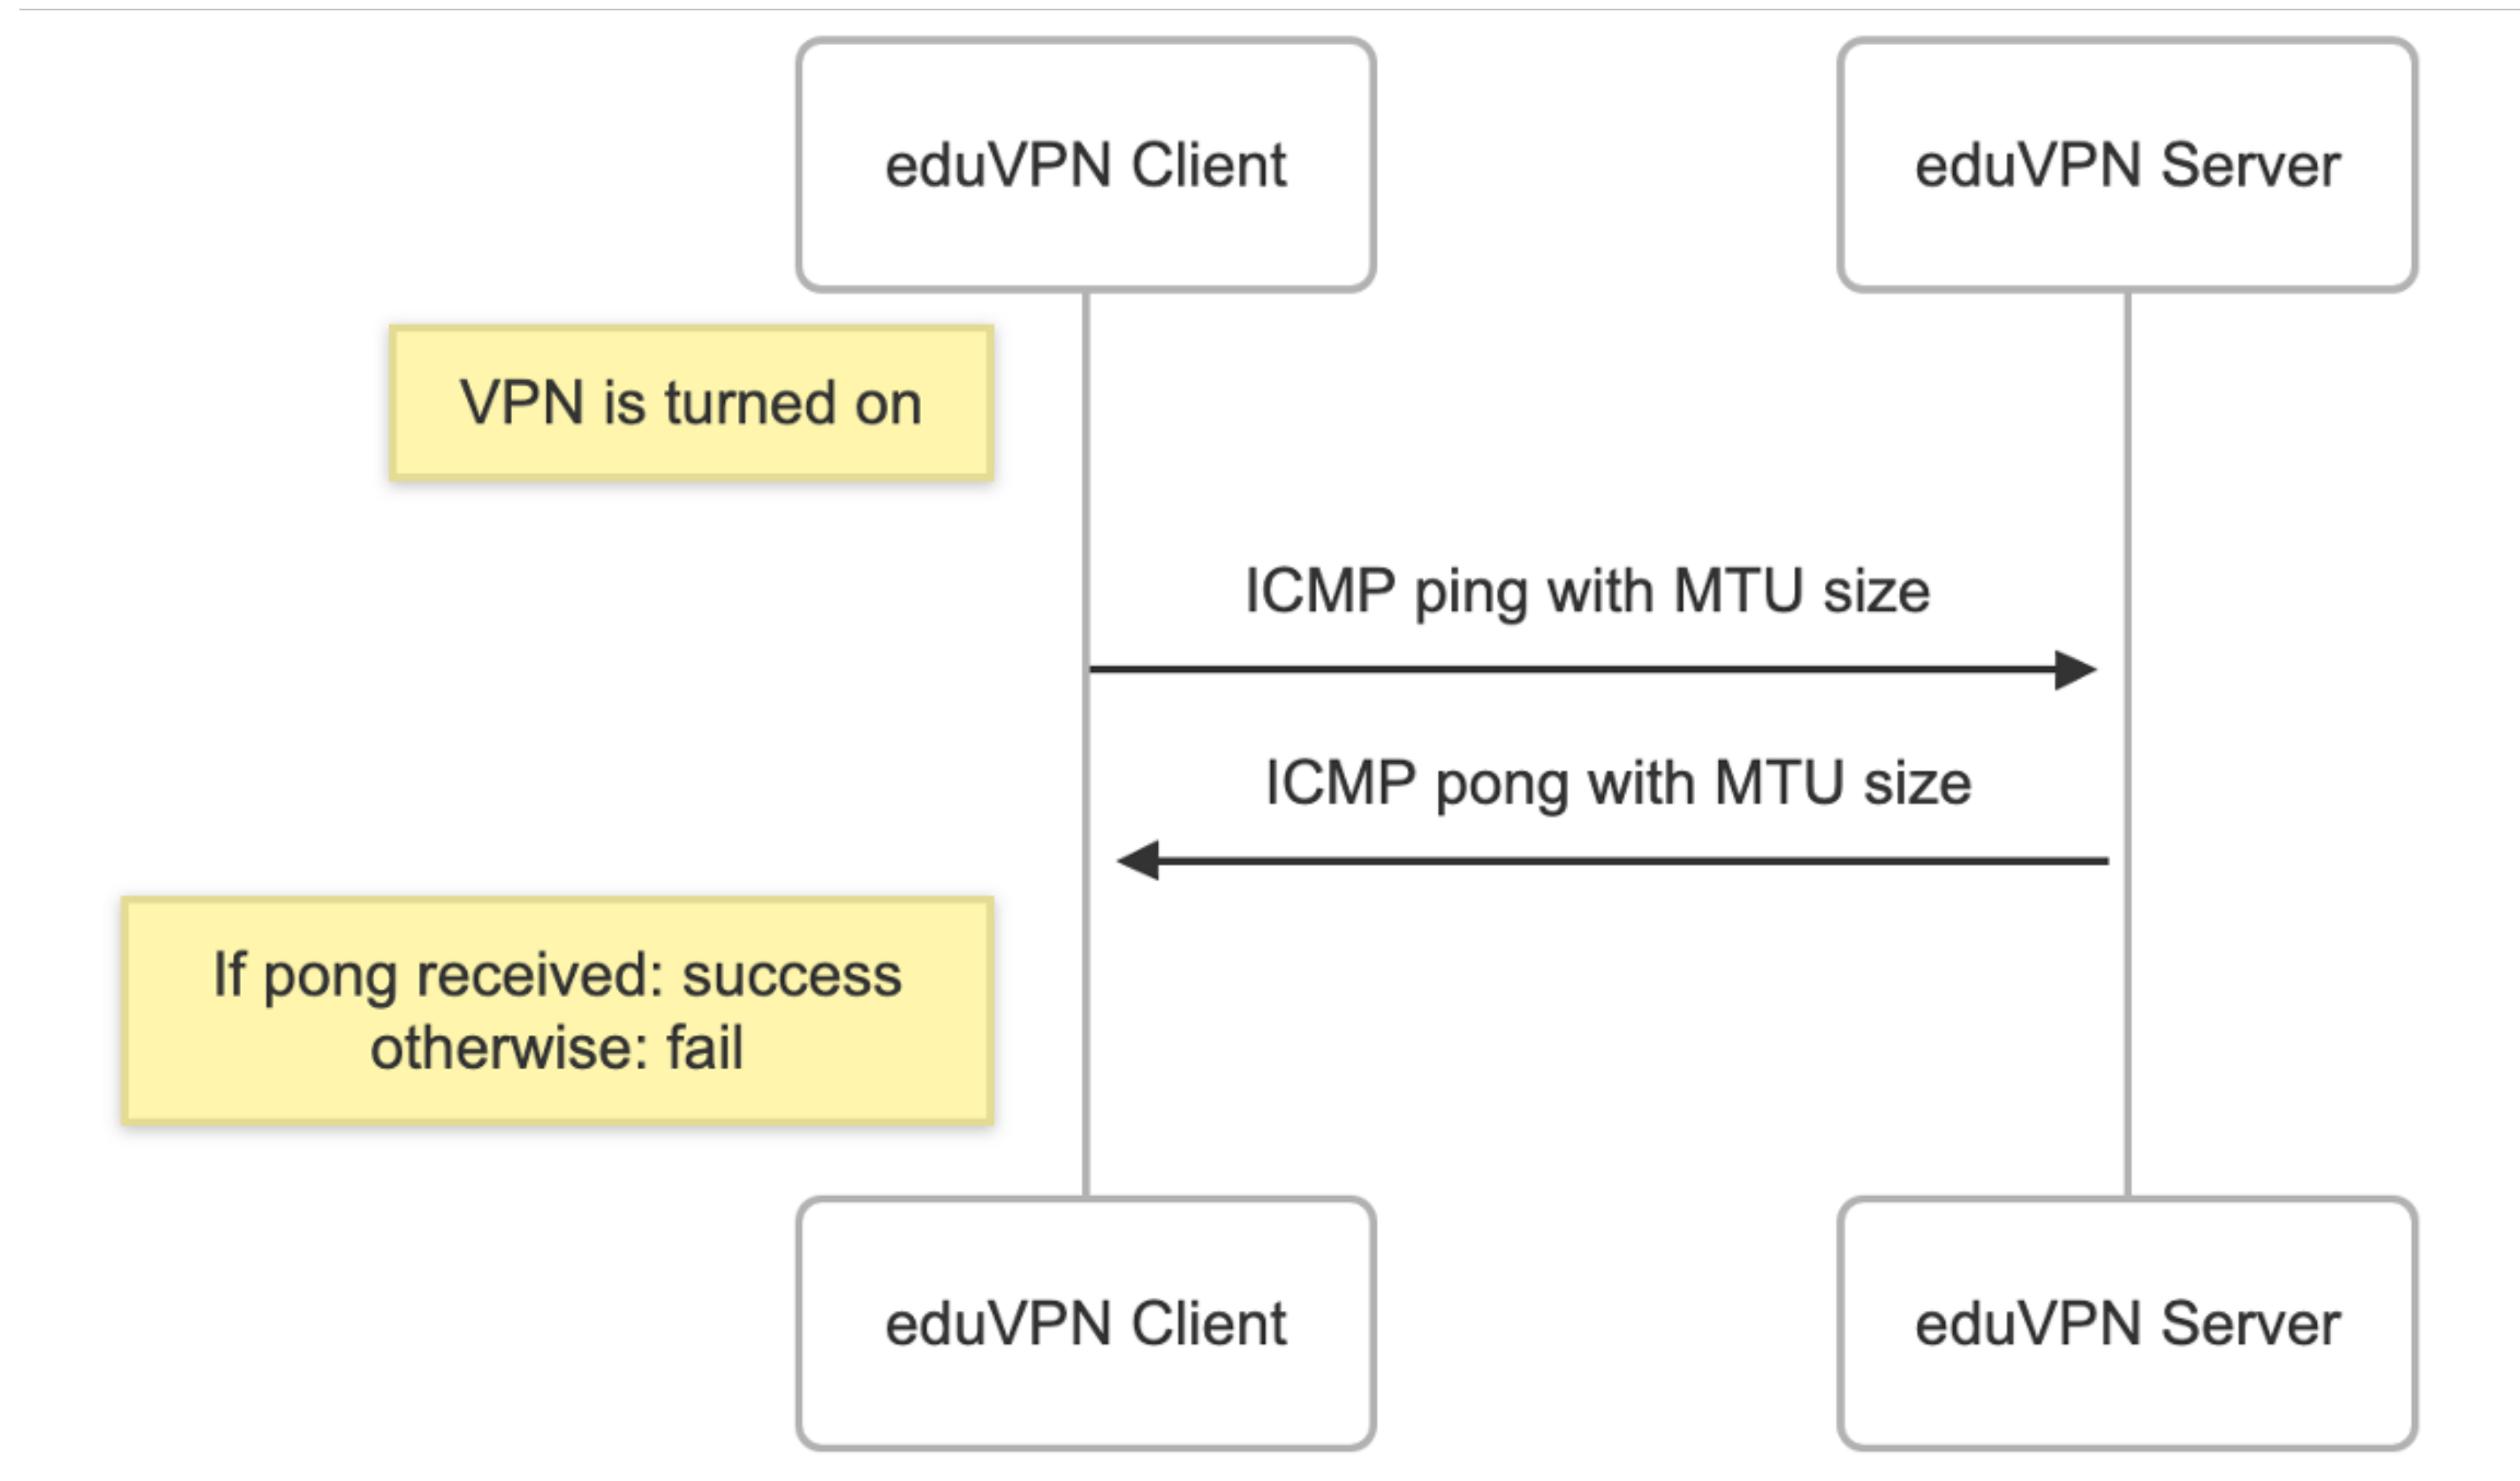 eduVPN Client
eduVPN Server
VPN is turned on
ICMP ping with MTU size
ICMP pong with MTU size
If pong received: success
otherwise: fail
eduVPN Client
eduVPN Server